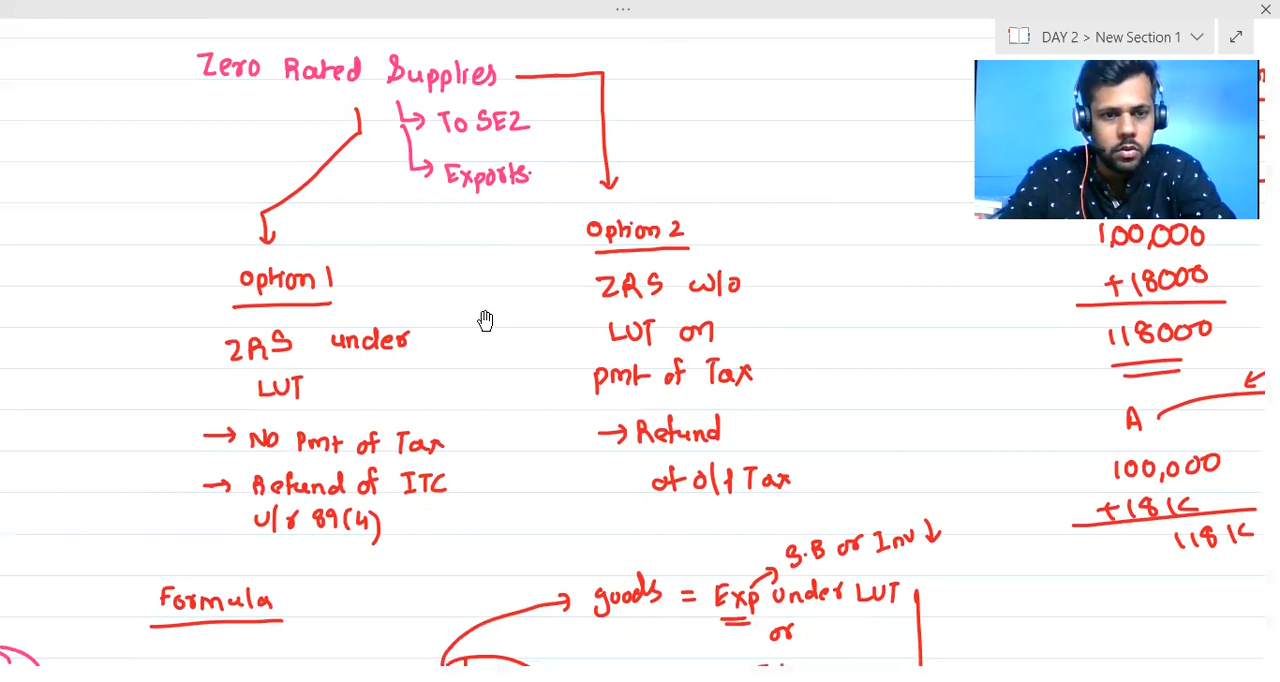 DAY 2 > New Section 1
Zero Rated Supplies
→ To SEZ
→ Exports.
Option 1
ZRS under
LUT
→ No Pmt of Tax
→ Refund of ITC
u/r 89(4)
Option 2
ZRS w/o
LUT on
pmt of Tax
→ Refund
of o/p Tax
1,00,000
+18000
118000
A
100,000
+18K
118K
Formula
goods = Exp under LUT
S.B or Inv ↓
or